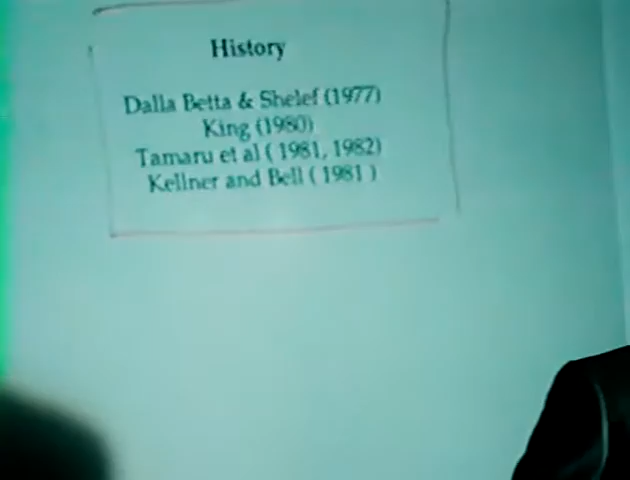 History
Dalla Betta & Shelef (1977)
King (1980)
Tamaru et al ( 1981, 1982)
Kellner and Bell ( 1981 )